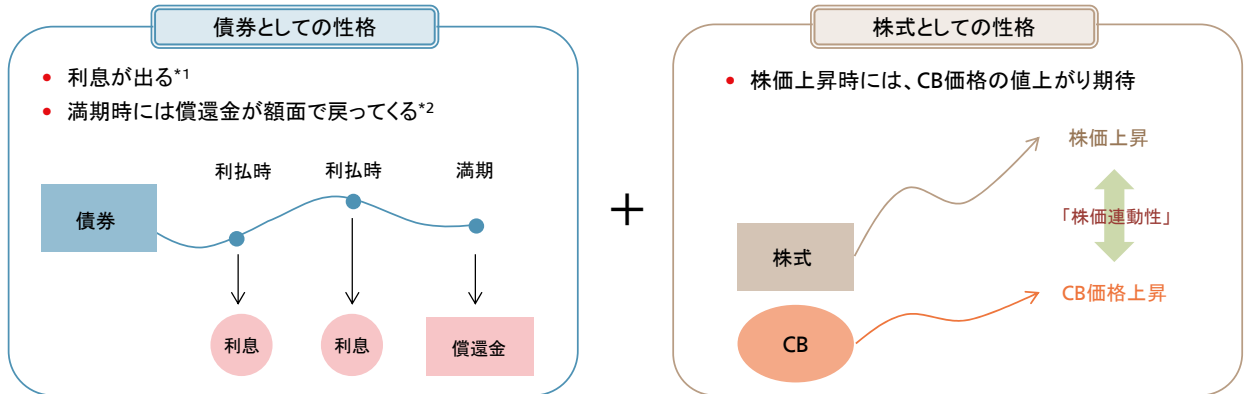 債券としての性格
• 利息が出る*1
• 満期時には償還金が額面で戻ってくる*2
利払時
利払時
満期
債券
利息
利息
償還金
+
株式としての性格
• 株価上昇時には、CB価格の値上がり期待
株価上昇
「株価連動性」
株式
CB価格上昇
CB